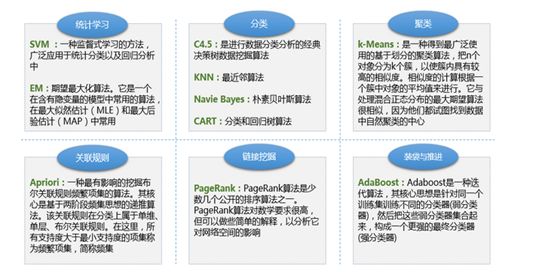 统计学习
SVM：一种监督式学习的方法，
广泛应用于统计分类以及回归分
析中
EM：期望最大化算法。它是一个
在含有隐变量的模型中常用的算法，
在最大似然估计（MLE）和最大后
验估计（MAP）中常用
分类
C4.5：是进行数据分类分析的经典
决策树数据挖掘算法
KNN：最近邻算法
Navie Bayes：朴素贝叶斯算法
CART：分类和回归树算法
聚类
k-Means：是一种得到最广泛使
用的基于划分的聚类算法，把n个
对象分为k个簇，以使簇内具有较
高的相似度。相似度的计算根据一
个簇中对象的平均值来进行。它与
处理混合正态分布的最大期望算法
很相似，因为他们都试图找到数据
中自然聚类的中心
关联规则
Apriori：一种最有影响的挖掘布
尔关联规则频繁项集的算法。其核
心是基于两阶段频集思想的递推算
法。该关联规则在分类上属于单维、
单层、布尔关联规则。在这里，所
有支持度大于最小支持度的项集称
为频繁项集，简称频集
链接挖掘
PageRank：PageRank算法是少
数几个公开的排序算法之一。
PageRank算法对数学要求很高，
但可以做些简单的解释，以分析它
对网络空间的影响
装袋与推进
AdaBoost：Adaboost是一种迭
代算法，其核心思想是针对同一个
训练集训练不同的分类器(弱分类
器)，然后把这些弱分类器集合起
来，构成一个更强的最终分类器
(强分类器)